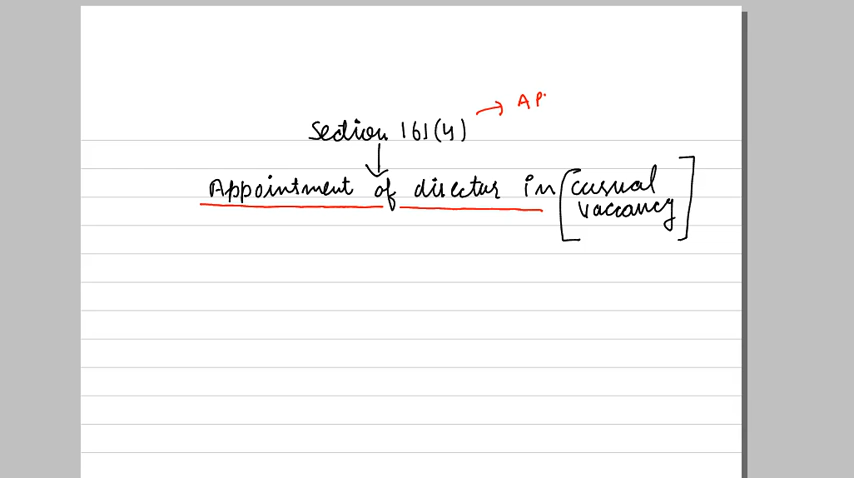 Section 161(4) → AP
Appointment of director in [casual
vaccancy]